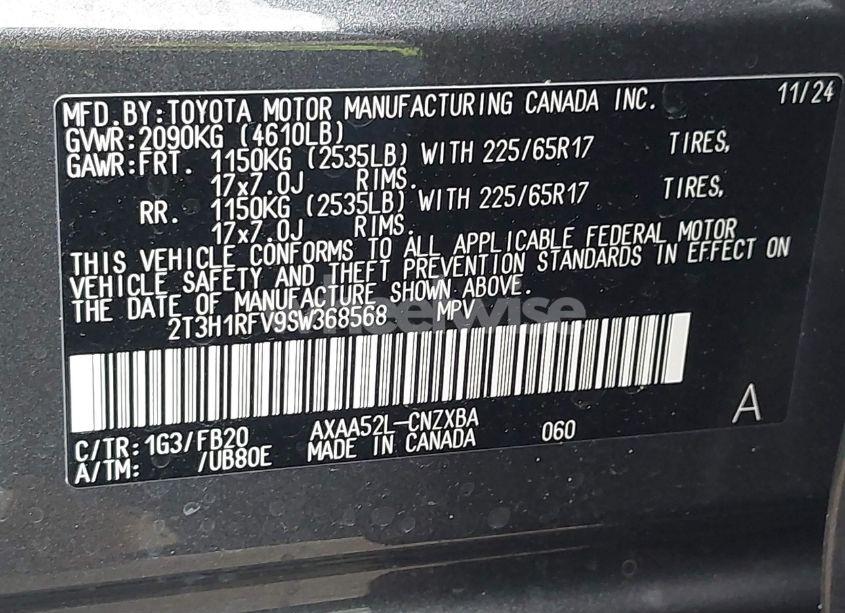 MFD.BY:TOYOTA MOTOR MANUFACTURING CANADA INC. 11/24
GVWR:2090KG (4610LB)
GAWR:FRT. 1150KG (2535LB) WITH 225/65R17 TIRES,
17x7.0J RIMS.
RR. 1150KG (2535LB) WITH 225/65R17 TIRES,
17x7.0J RIMS.
THIS VEHICLE CONFORMS TO ALL APPLICABLE FEDERAL MOTOR
VEHICLE SAFETY AND THEFT PREVENTION STANDARDS IN EFFECT ON
THE DATE OF MANUFACTURE SHOWN ABOVE.
2T3H1RFV9SW368568 MPV
A
C/TR:1G3/FB20 AXAA52L-CNZXBA 060
A/TM: /UB80E MADE IN CANADA